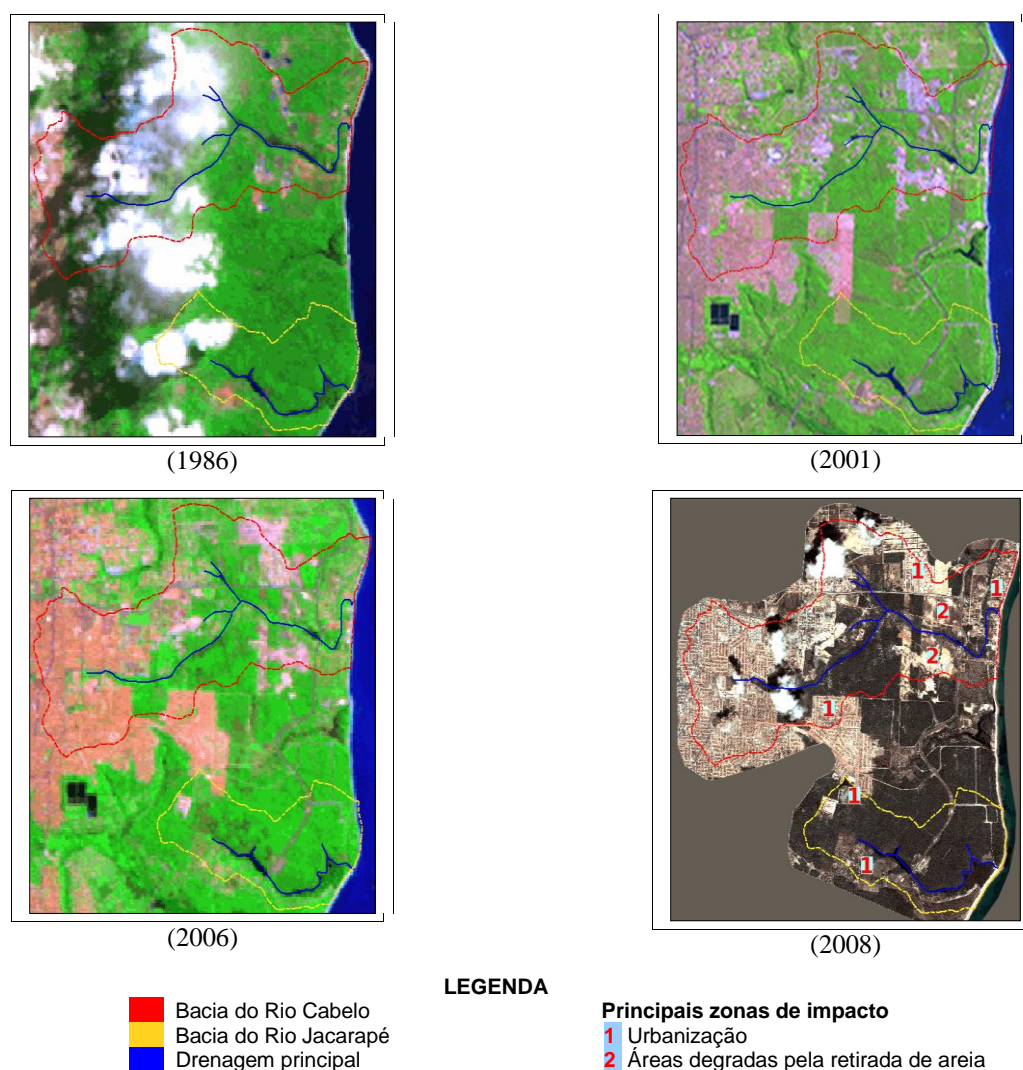 (1986)
(2001)
1
1
2
2
1
1
1
(2006)
(2008)
LEGENDA
Bacia do Rio Cabelo
Bacia do Rio Jacarapé
Drenagem principal
Principais zonas de impacto
1 Urbanização
2 Áreas degradas pela retirada de areia